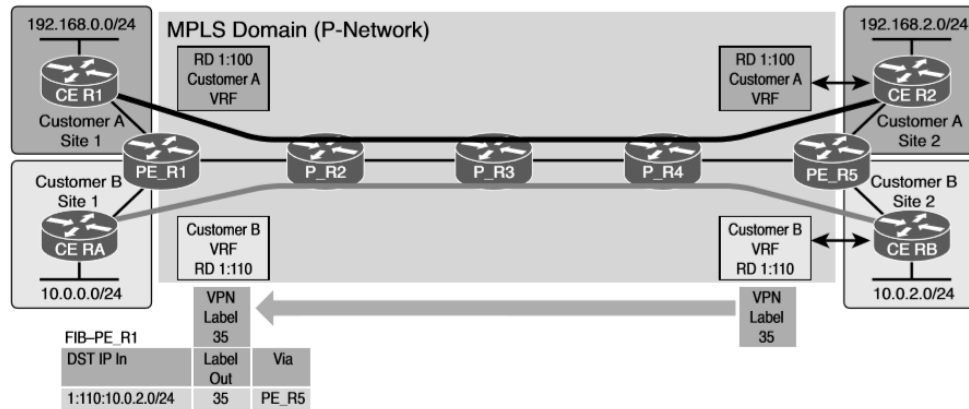 192.168.0.0/24
MPLS Domain (P-Network)
192.168.2.0/24
RD 1:100
Customer A
VRF
RD 1:100
Customer A
VRF
CE R1
CE R2
Customer A
Site 1
Customer A
Site 2
PE_R1
P_R2
P_R3
P_R4
PE_R5
Customer B
Site 1
Customer B
Site 2
CE RA
Customer B
VRF
RD 1:110
Customer B
VRF
RD 1:110
CE RB
10.0.0.0/24
10.0.2.0/24
VPN
Label
35
VPN
Label
35
FIB–PE_R1
DST IP In
Label
Out
Via
1:110:10.0.2.0/24
35
PE_R5